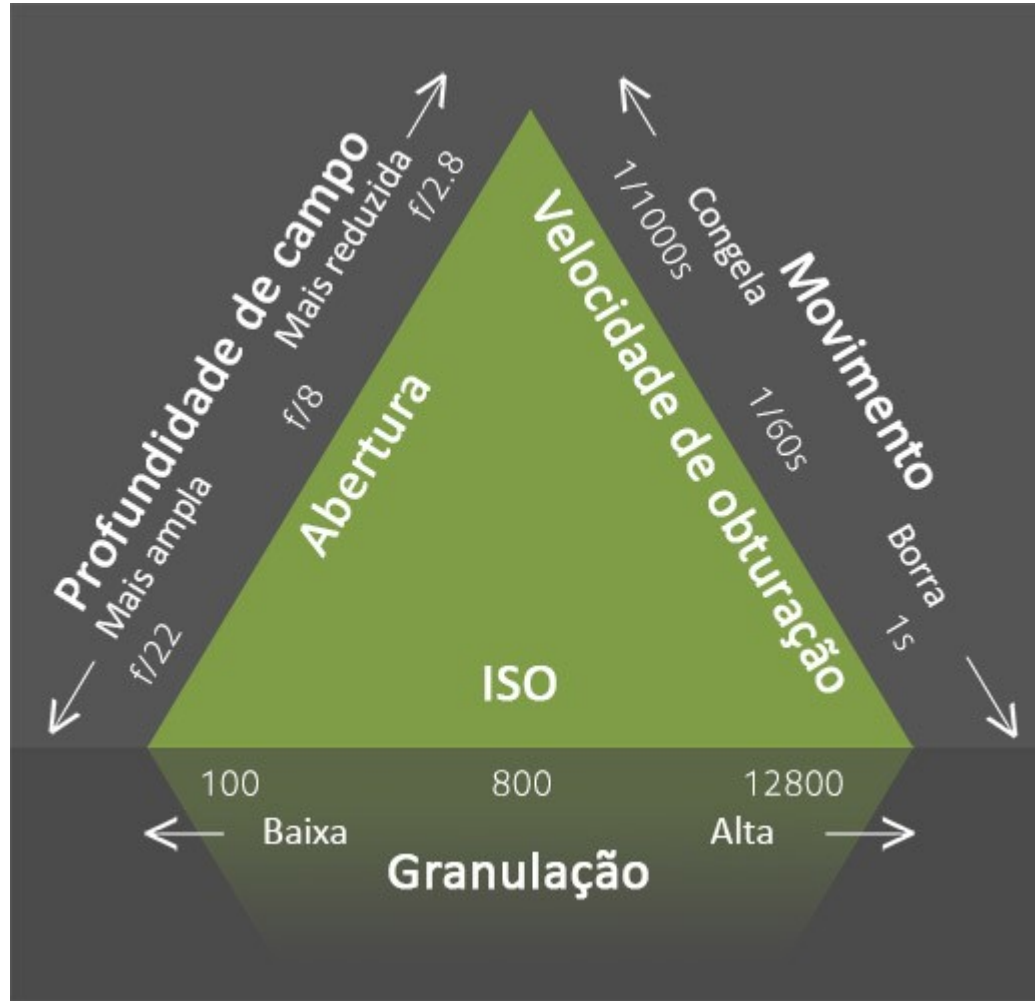 Profundidade de campo
Mais reduzida
Mais ampla
f/2.8
f/8
f/22
Abertura
Velocidade de obturação
1/1000s
1/60s
1s
Congela
Borra
Movimento
ISO
100 800 12800
Baixa Alta
Granulação